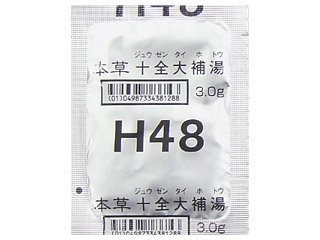 H48
ジュウ ゼン タイ ホ トウ
本草 十全大補湯
(01)04987334381288 3.0g
H48
ジュウ ゼン タイ ホ トウ
本草 十全大補湯
3.0g
(01)04987334381288